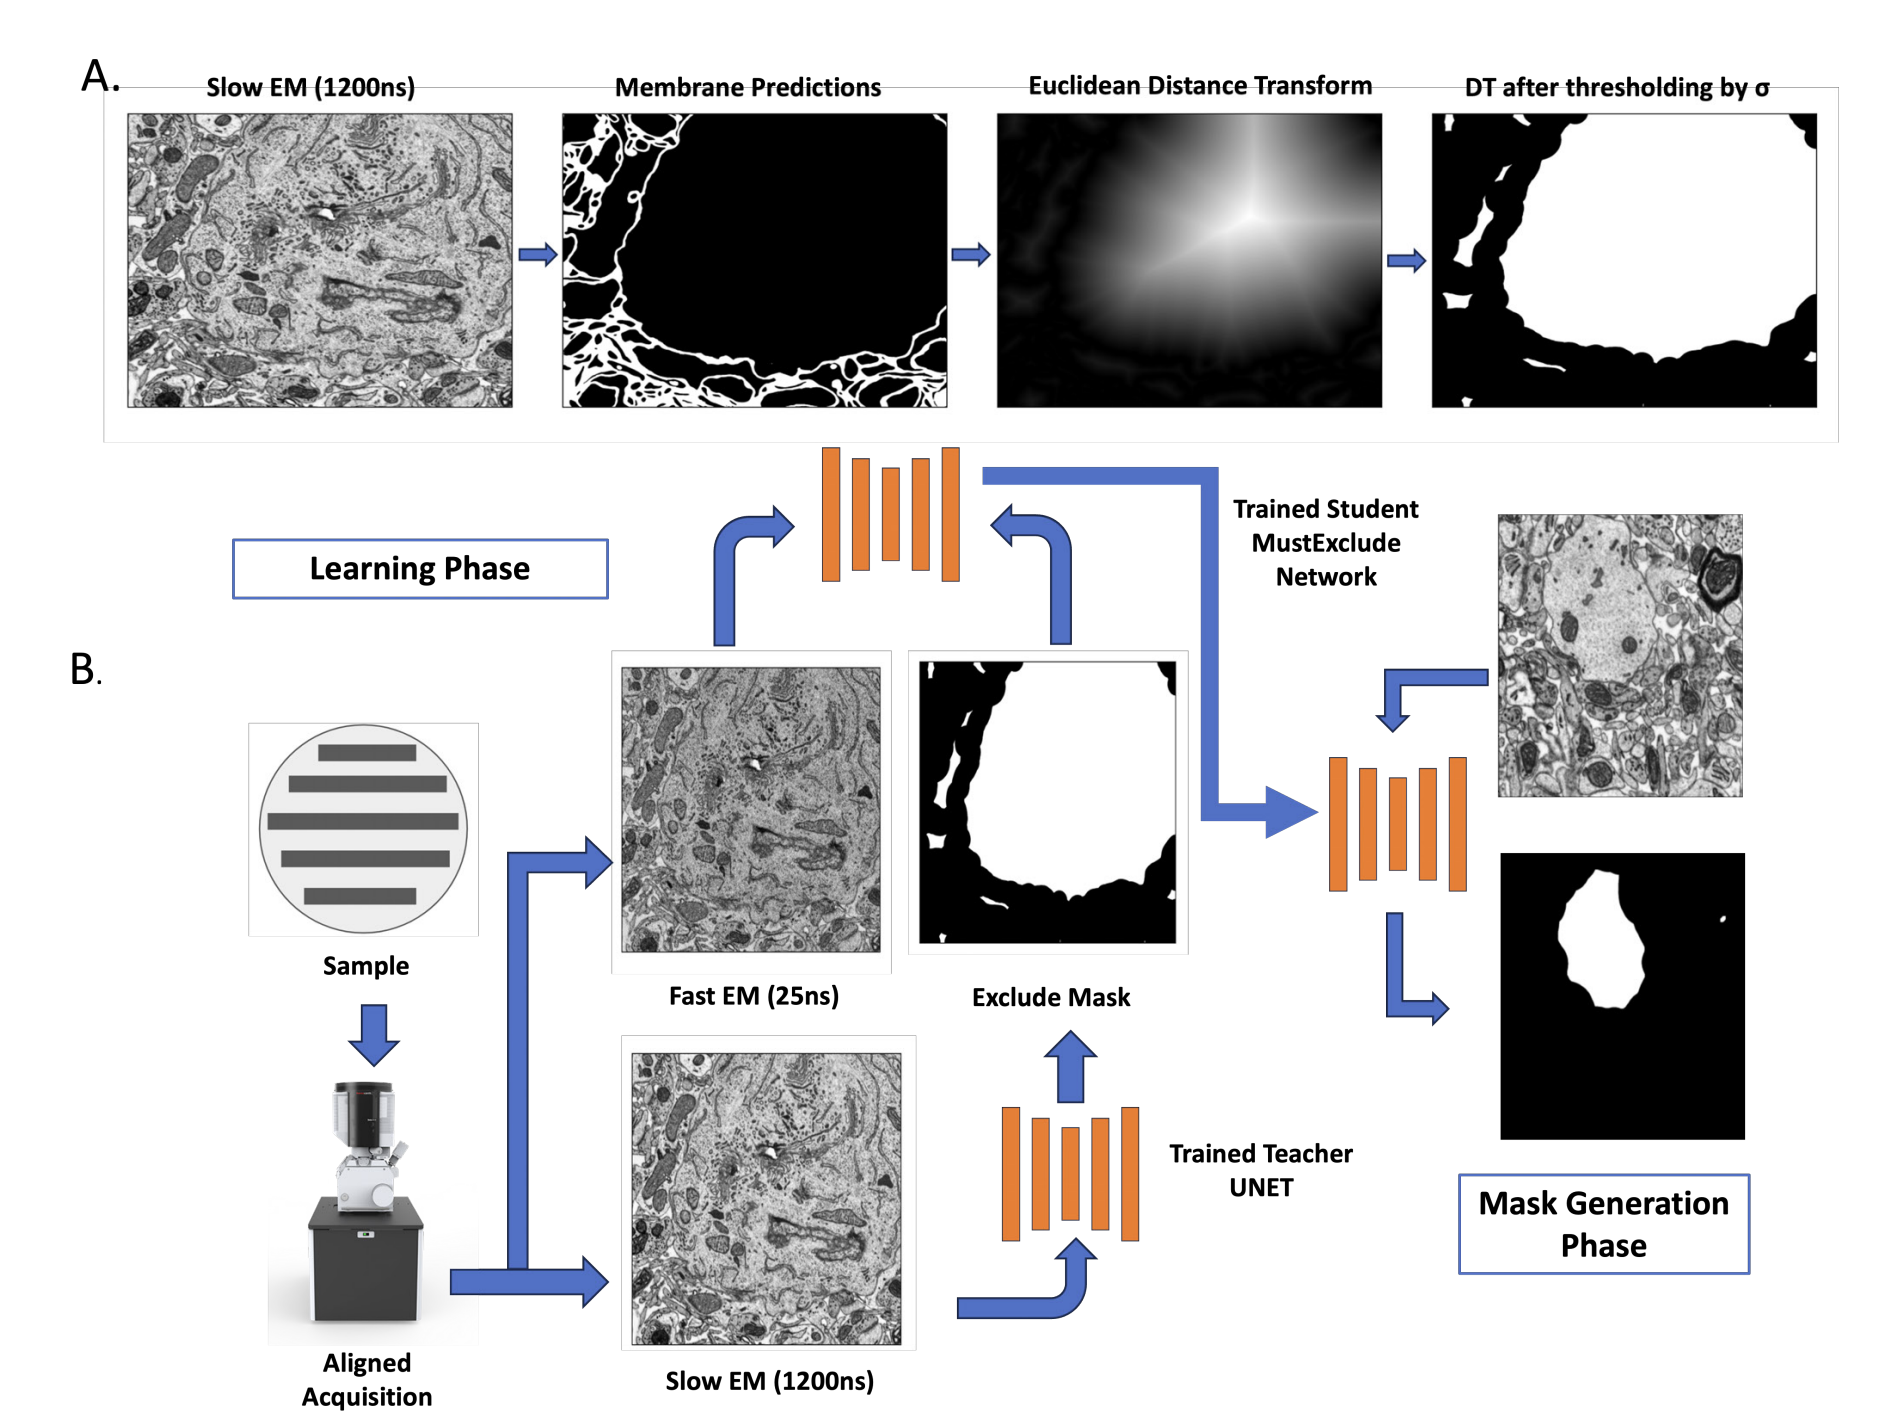 A.
Slow EM (1200ns)
Membrane Predictions
Euclidean Distance Transform
DT after thresholding by σ
Learning Phase
Trained Student
MustExclude
Network
B.
Sample
Fast EM (25ns)
Exclude Mask
Trained Teacher
UNET
Mask Generation
Phase
Aligned
Acquisition
Slow EM (1200ns)